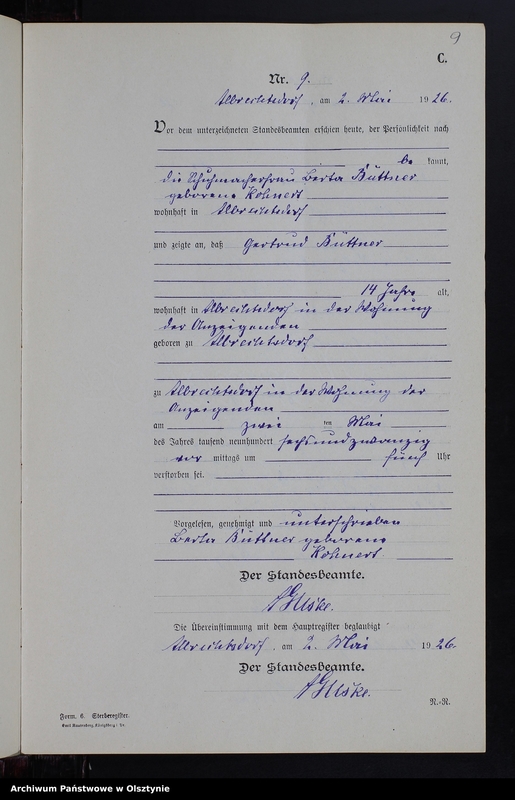 9
C.
Nr. 9.
Albrechtsdorf, am 2. Mai 1926.
Vor dem unterzeichneten Standesbeamten erschien heute, der Persönlichkeit nach
be kannt,
die Schuhmacherfrau Berta Büttner
geborene Kohnert
wohnhaft in Albrechtsdorf
und zeigte an, daß Gertrud Büttner
14 Jahre alt,
wohnhaft in Albrechtsdorf in der Wohnung
der Anzeigenden
geboren zu Albrechtsdorf
zu Albrechtsdorf in der Wohnung der
Anzeigenden
am zwei ten Mai
des Jahres tausend neunhundert sechsundzwanzig
vor mittags um fünf Uhr
verstorben sei.
Vorgelesen, genehmigt und unterschrieben
Berta Büttner geborene
Kohnert.
Der Standesbeamte.
Die Übereinstimmung mit dem Hauptregister beglaubigt
Albrechtsdorf, am 2. Mai 1926.
Der Standesbeamte.
N.-N.
Form. 6. Sterberegister.
Archiwum Państwowe w Olsztynie